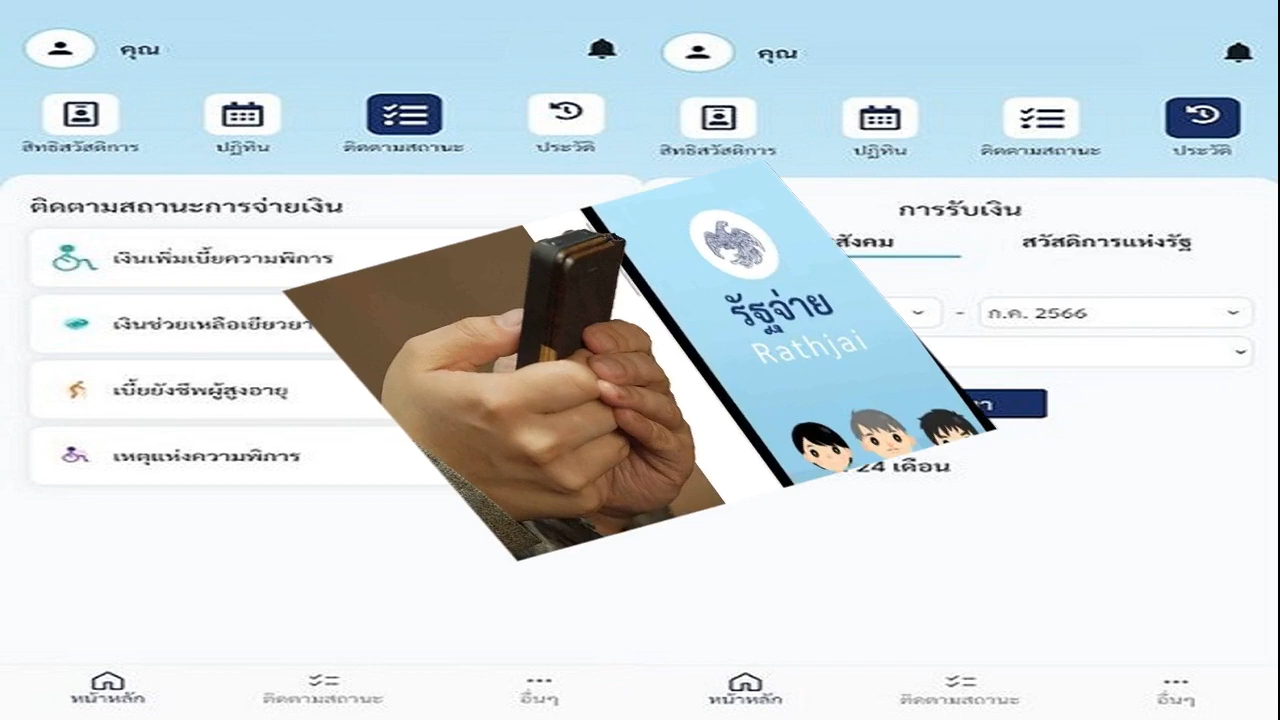 คุณ
สิทธิสวัสดิการ
ปฏิทิน
ติดตามสถานะ
ประวัติ
ติดตามสถานะการจ่ายเงิน
เงินเพิ่มเบี้ยความพิการ
เงินช่วยเหลือเยียวยา
เบี้ยยังชีพผู้สูงอายุ
เหตุแห่งความพิการ
หน้าหลัก
ติดตามสถานะ
อื่นๆ
รัฐจ่าย
Rathjai
คุณ
สิทธิสวัสดิการ
ปฏิทิน
ติดตามสถานะ
ประวัติ
การรับเงิน
สังคม
สวัสดิการแห่งรัฐ
- ก.ค. 2566
24 เดือน
หน้าหลัก
ติดตามสถานะ
อื่นๆ